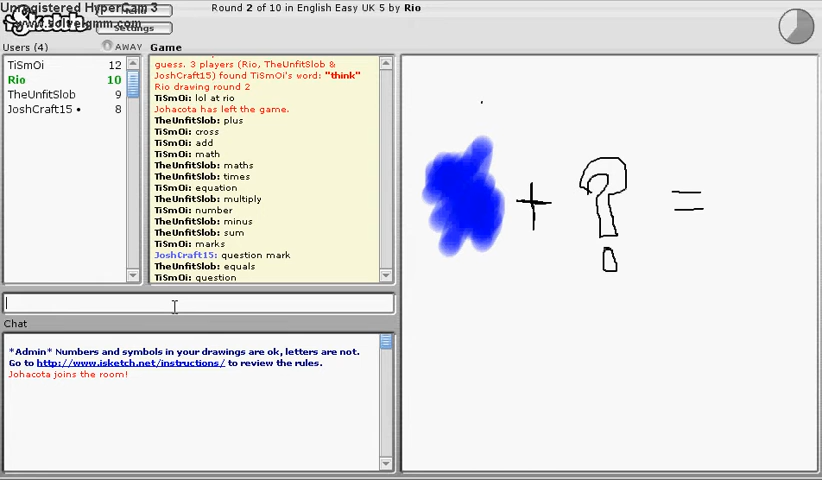 Unregistered HyperCam 3
Round 2 of 10 in English Easy UK 5 by Rio
iSketch
Settings
Users (4)
AWAY
Game
TiSmOi 12
Rio 10
TheUnfitSlob 9
JoshCraft15 • 8
guess. 3 players (Rio, TheUnfitSlob &
JoshCraft15) found TiSmOi's word: "think"
Rio drawing round 2
TiSmOi: lol at rio
Johacota has left the game.
TheUnfitSlob: plus
TiSmOi: cross
TiSmOi: add
TiSmOi: math
TheUnfitSlob: maths
TheUnfitSlob: times
TiSmOi: equation
TheUnfitSlob: multiply
TiSmOi: number
TheUnfitSlob: minus
TheUnfitSlob: sum
TiSmOi: marks
JoshCraft15: question mark
TheUnfitSlob: equals
TiSmOi: question
+ ? =
Chat
*Admin* Numbers and symbols in your drawings are ok, letters are not.
Go to http://www.isketch.net/instructions/ to review the rules.
Johacota joins the room!